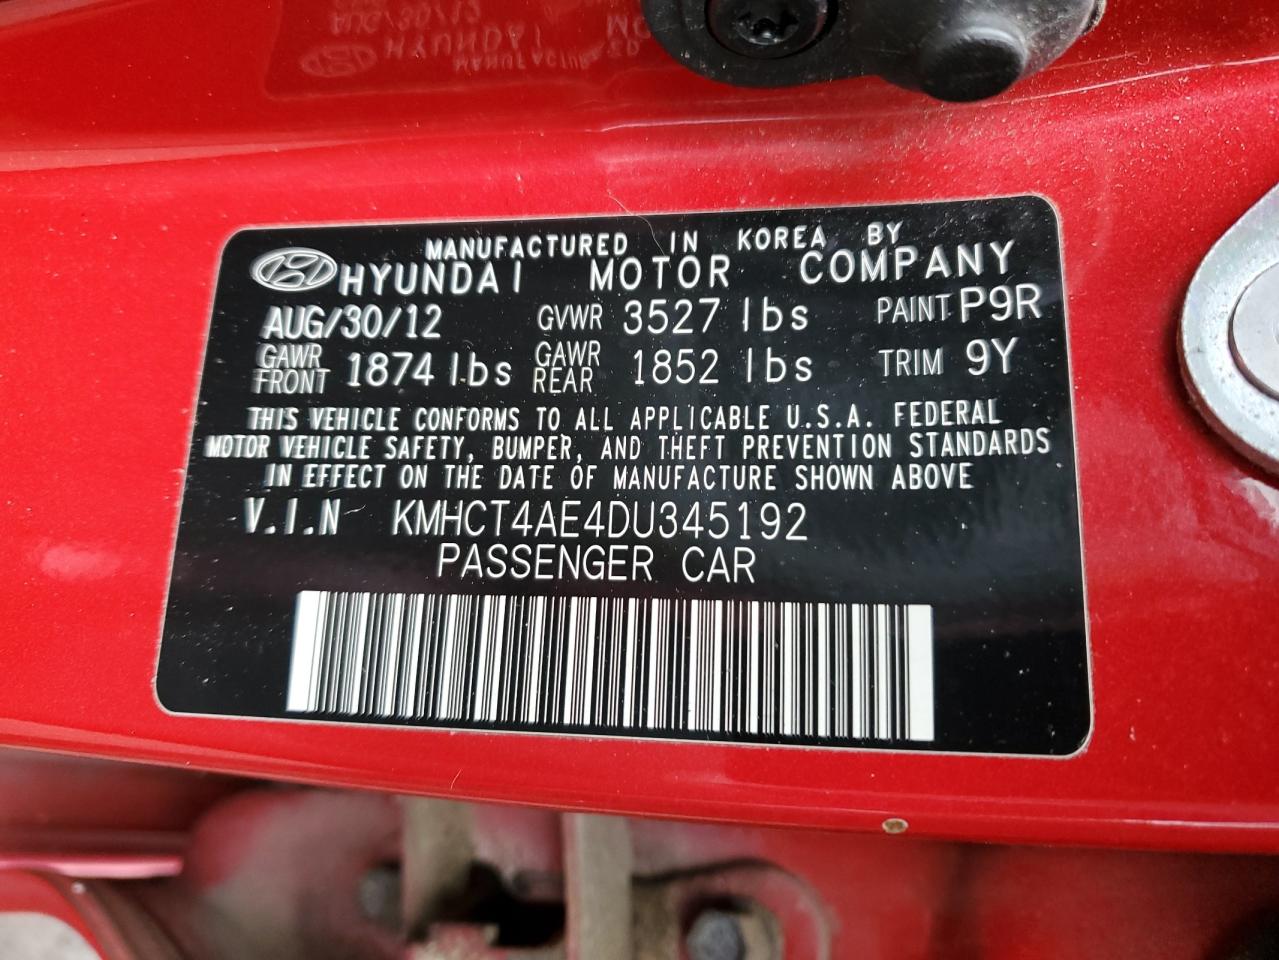 MANUFACTURED IN KOREA BY
HYUNDAI MOTOR COMPANY
AUG/30/12 GVWR 3527 lbs PAINT P9R
GAWR FRONT 1874 lbs GAWR REAR 1852 lbs TRIM 9Y
THIS VEHICLE CONFORMS TO ALL APPLICABLE U.S.A. FEDERAL
MOTOR VEHICLE SAFETY, BUMPER, AND THEFT PREVENTION STANDARDS
IN EFFECT ON THE DATE OF MANUFACTURE SHOWN ABOVE
V.I.N KMHCT4AE4DU345192
PASSENGER CAR